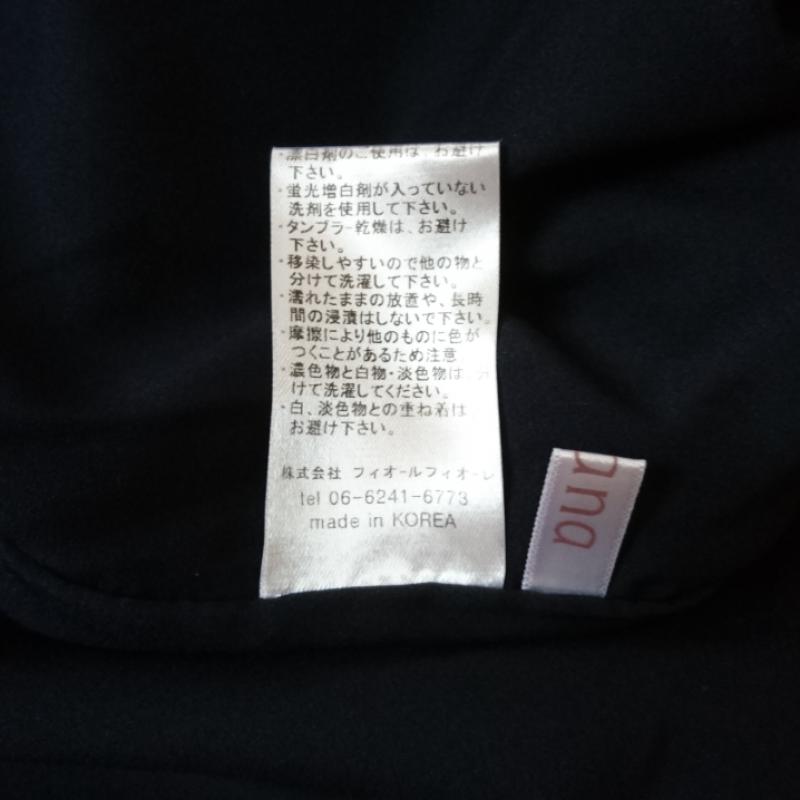 ・漂白剤のご使用は、お避け
下さい。
・蛍光増白剤が入っていない
洗剤を使用して下さい。
・タンブラー乾燥は、お避け
下さい。
・移染しやすいので他の物と
分けて洗濯して下さい。
・濡れたままの放置や、長時
間の浸漬はしないで下さい。
・摩擦により他のものに色が
つくことがあるため注意
・濃色物と白物・淡色物は、分
けて洗濯してください。
・白、淡色物との重ね着は
お避け下さい。
株式会社 フィオールフィオーレ
tel 06-6241-6773
made in KOREA
ana